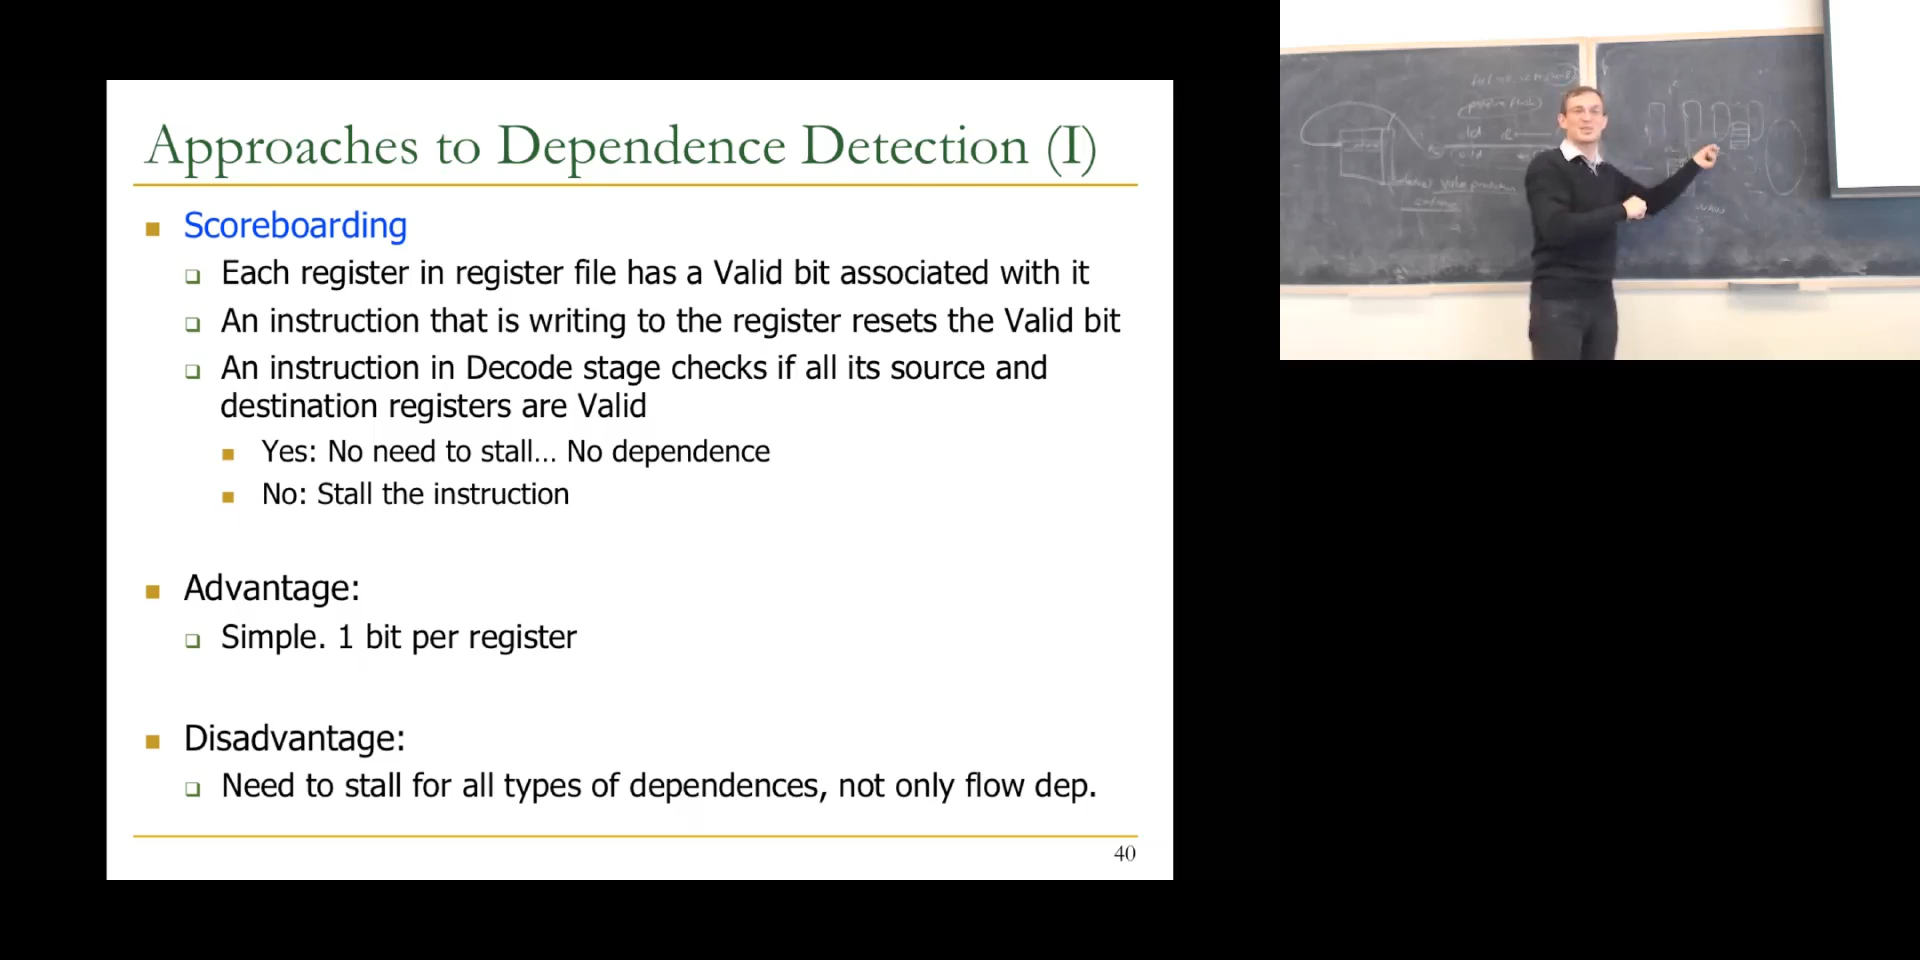 Approaches to Dependence Detection (I)
Scoreboarding
Each register in register file has a Valid bit associated with it
An instruction that is writing to the register resets the Valid bit
An instruction in Decode stage checks if all its source and
destination registers are Valid
Yes: No need to stall... No dependence
No: Stall the instruction
Advantage:
Simple. 1 bit per register
Disadvantage:
Need to stall for all types of dependences, not only flow dep.
40